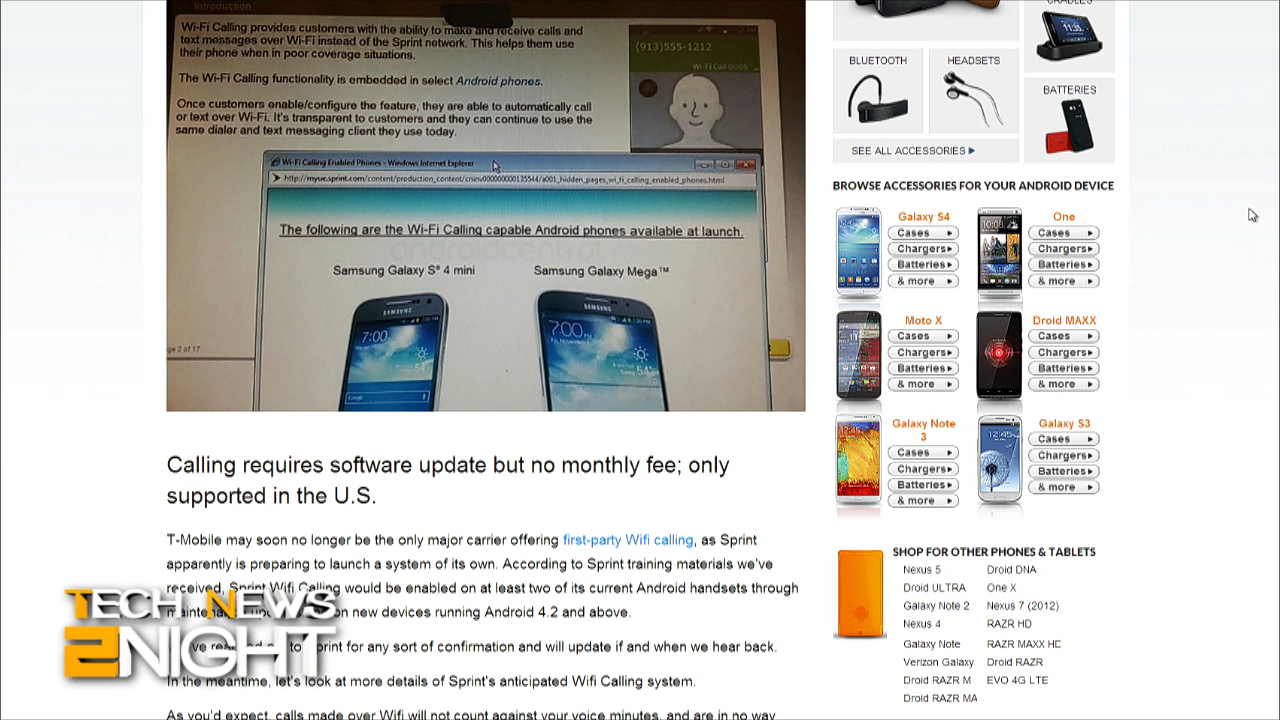 Introduction
Wi-Fi Calling provides customers with the ability to make and receive calls and
text messages over Wi-Fi instead of the Sprint network. This helps them use
their phone when in poor coverage situations.
The Wi-Fi Calling functionality is embedded in select Android phones.
Once customers enable/configure the feature, they are able to automatically call
or text over Wi-Fi. It's transparent to customers and they can continue to use the
same dialer and text messaging client they use today.
(913)555-1212
Wi-Fi Call 00:05
Wi-Fi Calling Enabled Phones - Windows Internet Explorer
The following are the Wi-Fi Calling capable Android phones available at launch.
Samsung Galaxy S® 4 mini
Samsung Galaxy Mega™
SAMSUNG
SAMSUNG
7:00
7:00
54°
54°
Google
Page 2 of 17
Calling requires software update but no monthly fee; only
supported in the U.S.
T-Mobile may soon no longer be the only major carrier offering first-party Wifi calling, as Sprint
apparently is preparing to launch a system of its own. According to Sprint training materials we've
received, Sprint Wifi Calling would be enabled on at least two of its current Android handsets through
on new devices running Android 4.2 and above.
for any sort of confirmation and will update if and when we hear back.
In the meantime, let's look at more details of Sprint's anticipated Wifi Calling system.
As you'd expect, calls made over Wifi will not count against your voice minutes, and are in no way
TECH NEWS
2NIGHT
CRADLES
BLUETOOTH
HEADSETS
BATTERIES
SEE ALL ACCESSORIES
BROWSE ACCESSORIES FOR YOUR ANDROID DEVICE
Galaxy S4
Cases
Chargers
Batteries
& more
One
Cases
Chargers
Batteries
& more
Moto X
Cases
Chargers
Batteries
& more
Droid MAXX
Cases
Chargers
Batteries
& more
Galaxy Note
3
Cases
Chargers
Batteries
& more
Galaxy S3
Cases
Chargers
Batteries
& more
12:45
12:45
SHOP FOR OTHER PHONES & TABLETS
Nexus 5
Droid ULTRA
Galaxy Note 2
Nexus 4
Galaxy Note
Verizon Galaxy
Droid RAZR M
Droid RAZR MA
Droid DNA
One X
Nexus 7 (2012)
RAZR HD
RAZR MAXX HC
Droid RAZR
EVO 4G LTE